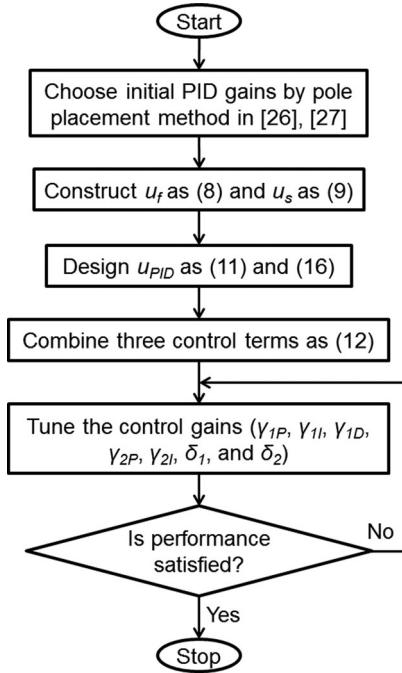 Start
Choose initial PID gains by pole
placement method in [26], [27]
Construct u_f as (8) and u_s as (9)
Design u_PID as (11) and (16)
Combine three control terms as (12)
Tune the control gains (γ_1P, γ_1I, γ_1D,
γ_2P, γ_2I, δ_1, and δ_2)
Is performance
satisfied?
No
Yes
Stop